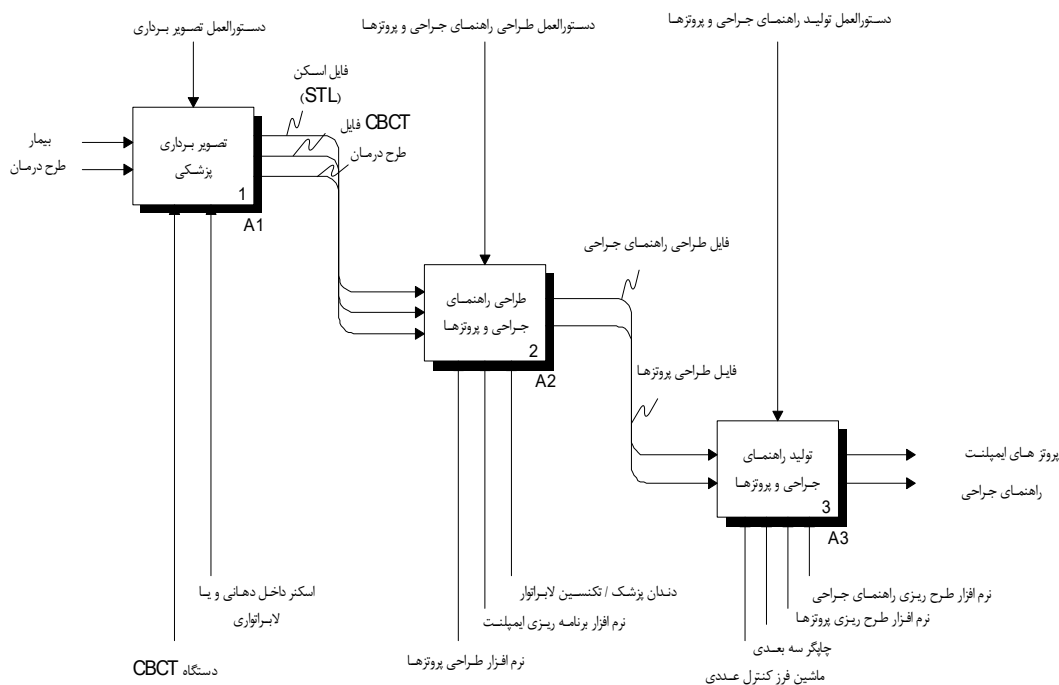 دستورالعمل تولید راهنمای جراحی و پروتزها
دستورالعمل طراحی راهنمای جراحی و پروتزها
دستورالعمل تصویر برداری
فایل اسکن
(STL)
فایل CBCT
طرح درمان
بیمار
طرح درمان
تصویر برداری
پزشکی
1
A1
فایل طراحی راهنمای جراحی
طراحی راهنمای
جراحی و پروتزها
2
A2
فایل طراحی پروتزها
تولید راهنمای
جراحی و پروتزها
3
A3
پروتز های ایمپلنت
راهنمای جراحی
اسکنر داخل دهانی و یا
لابراتواری
دستگاه CBCT
دندان پزشک / تکنسین لابراتوار
نرم افزار برنامه ریزی ایمپلنت
نرم افزار طراحی پروتزها
نرم افزار طرح ریزی راهنمای جراحی
نرم افزار طرح ریزی پروتزها
چاپگر سه بعدی
ماشین فرز کنترل عددی